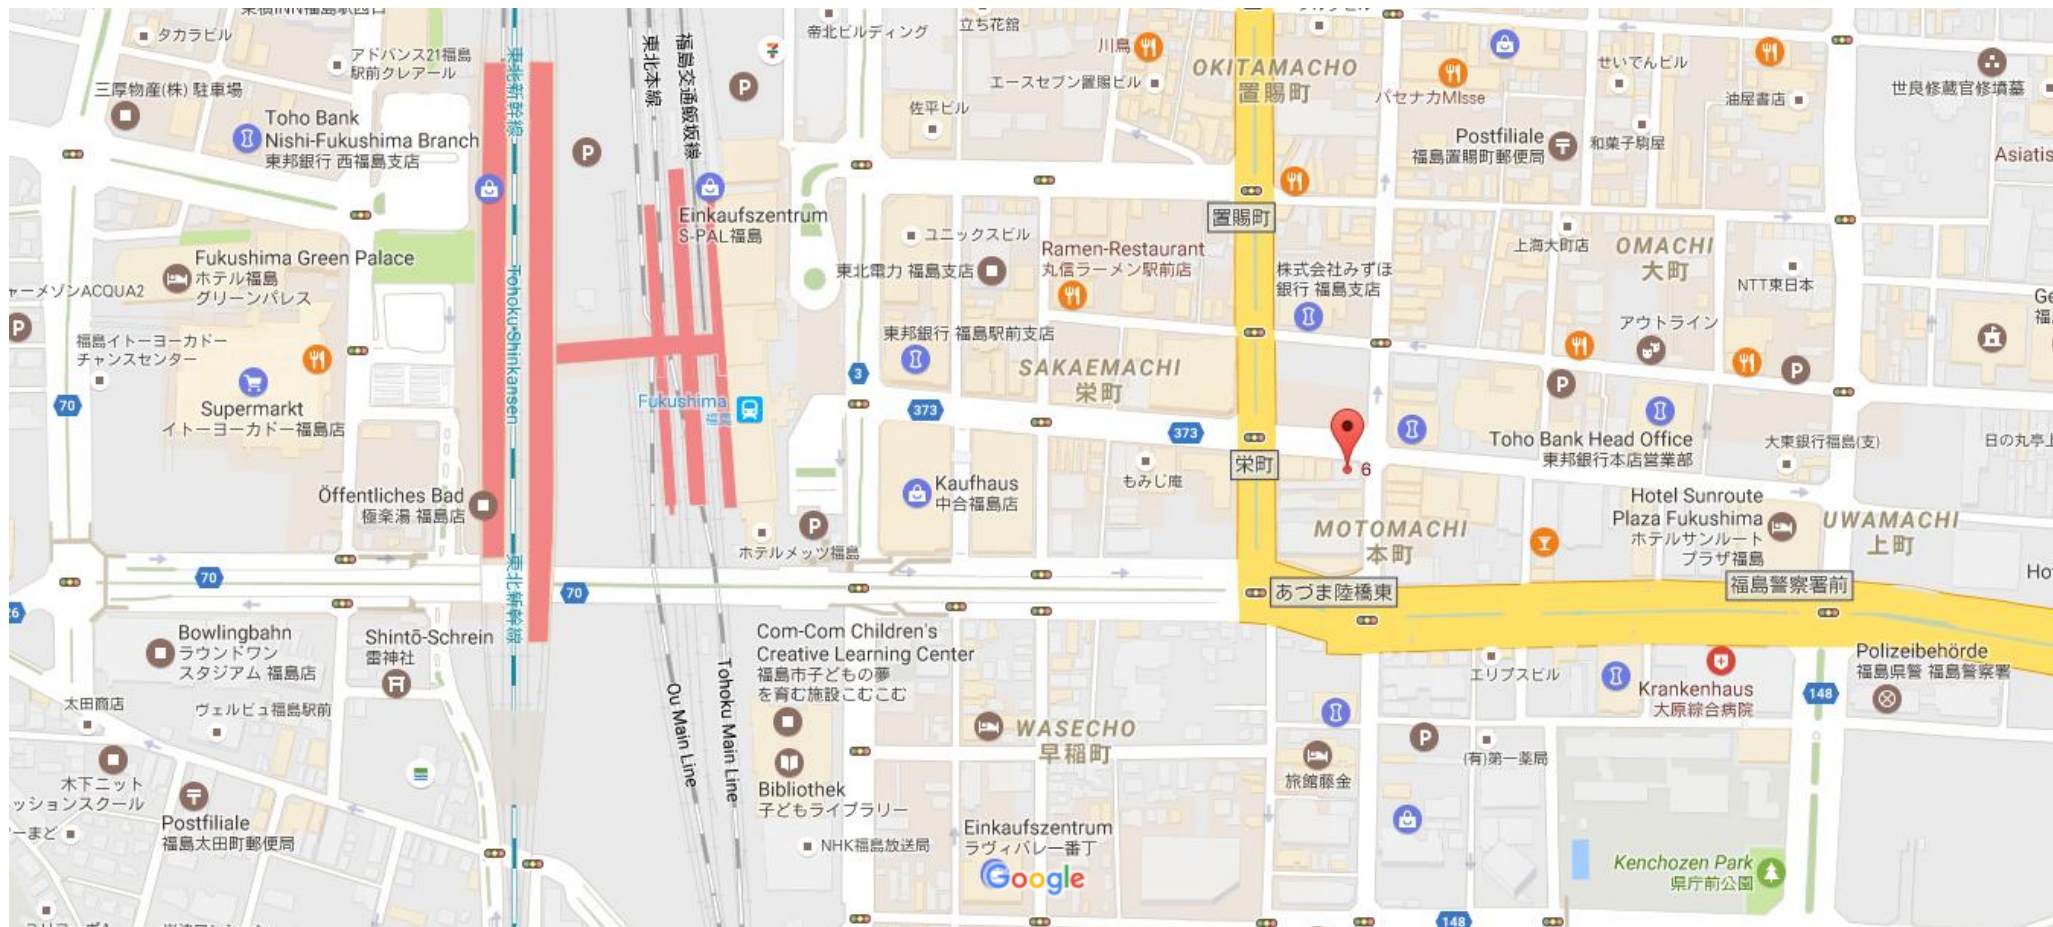 タカラビル
アドバンス21福島
駅前クレアール
三厚物産(株) 駐車場
Toho Bank
Nishi-Fukushima Branch
東邦銀行 西福島支店
東北新幹線
東北本線
福島交通飯坂線
P
P
帝北ビルディング
立ち花舘
川鳥
エースセブン置賜ビル
佐平ビル
OKITAMACHO
置賜町
パセナカMIsse
せいでんビル
油屋書店
世良修蔵官修墳墓
Postfiliale
福島置賜町郵便局
和菓子駒屋
Asiatis
Einkaufszentrum
S-PAL福島
置賜町
ユニックスビル
東北電力 福島支店
Ramen-Restaurant
丸信ラーメン駅前店
株式会社みずほ
銀行 福島支店
上海大町店
OMACHI
大町
NTT東日本
Fukushima Green Palace
ホテル福島
グリーンパレス
ャーメゾンACQUA2
P
福島イトーヨーカドー
チャンスセンター
Tohoku Shinkansen
東邦銀行 福島駅前支店
アウトライン
Ge
福
3
SAKAEMACHI
栄町
P
P
70
Supermarkt
イトーヨーカドー福島店
Fukushima
福島
373
373
栄町
6
もみじ庵
Toho Bank Head Office
東邦銀行本店営業部
大東銀行福島(支)
日の丸亭上
Öffentliches Bad
極楽湯 福島店
Kaufhaus
中合福島店
P
ホテルメッツ福島
MOTOMACHI
本町
Hotel Sunroute
Plaza Fukushima
ホテルサンルート
プラザ福島
UWAMACHI
上町
70
70
東北新幹線
あづま陸橋東
福島警察署前
Ho
6
Bowlingbahn
ラウンドワン
スタジアム 福島店
Shintō-Schrein
雷神社
Com-Com Children's
Creative Learning Center
福島市子どもの夢
を育む施設こむこむ
エリプスビル
Krankenhaus
大原綜合病院
148
Polizeibehörde
福島県警 福島警察署
太田商店
ヴェルビュ福島駅前
Ou Main Line
Tohoku Main Line
WASECHO
早稲町
旅館藤金
P
(有)第一薬局
木下ニット
ッションスクール
Postfiliale
福島太田町郵便局
ーまど
Bibliothek
子どもライブラリー
NHK福島放送局
Einkaufszentrum
ラヴィバレー一番丁
Google
Kenchozen Park
県庁前公園
148